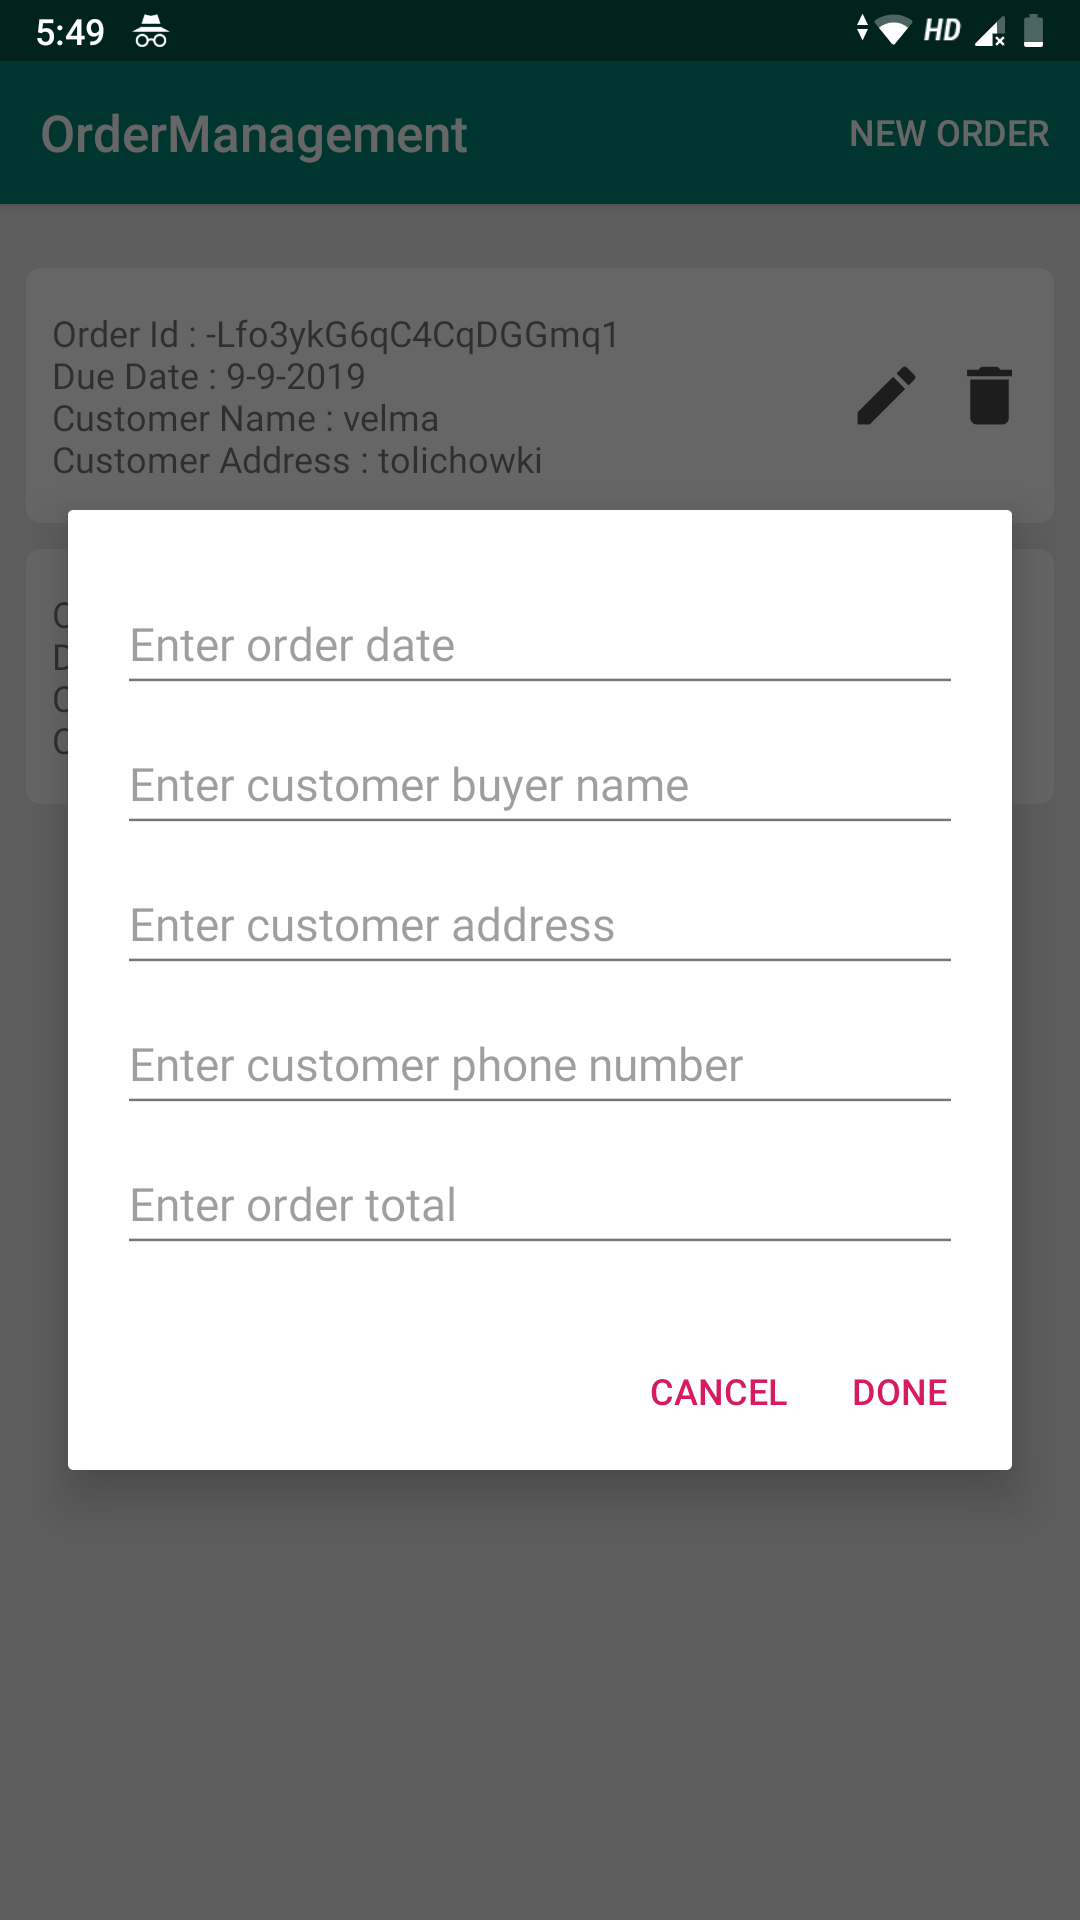 5:49
HD
OrderManagement
NEW ORDER
Order Id : -Lfo3ykG6qC4CqDGGmq1
Due Date : 9-9-2019
Customer Name : velma
Customer Address : tolichowki
Enter order date
Enter customer buyer name
Enter customer address
Enter customer phone number
Enter order total
CANCEL
DONE